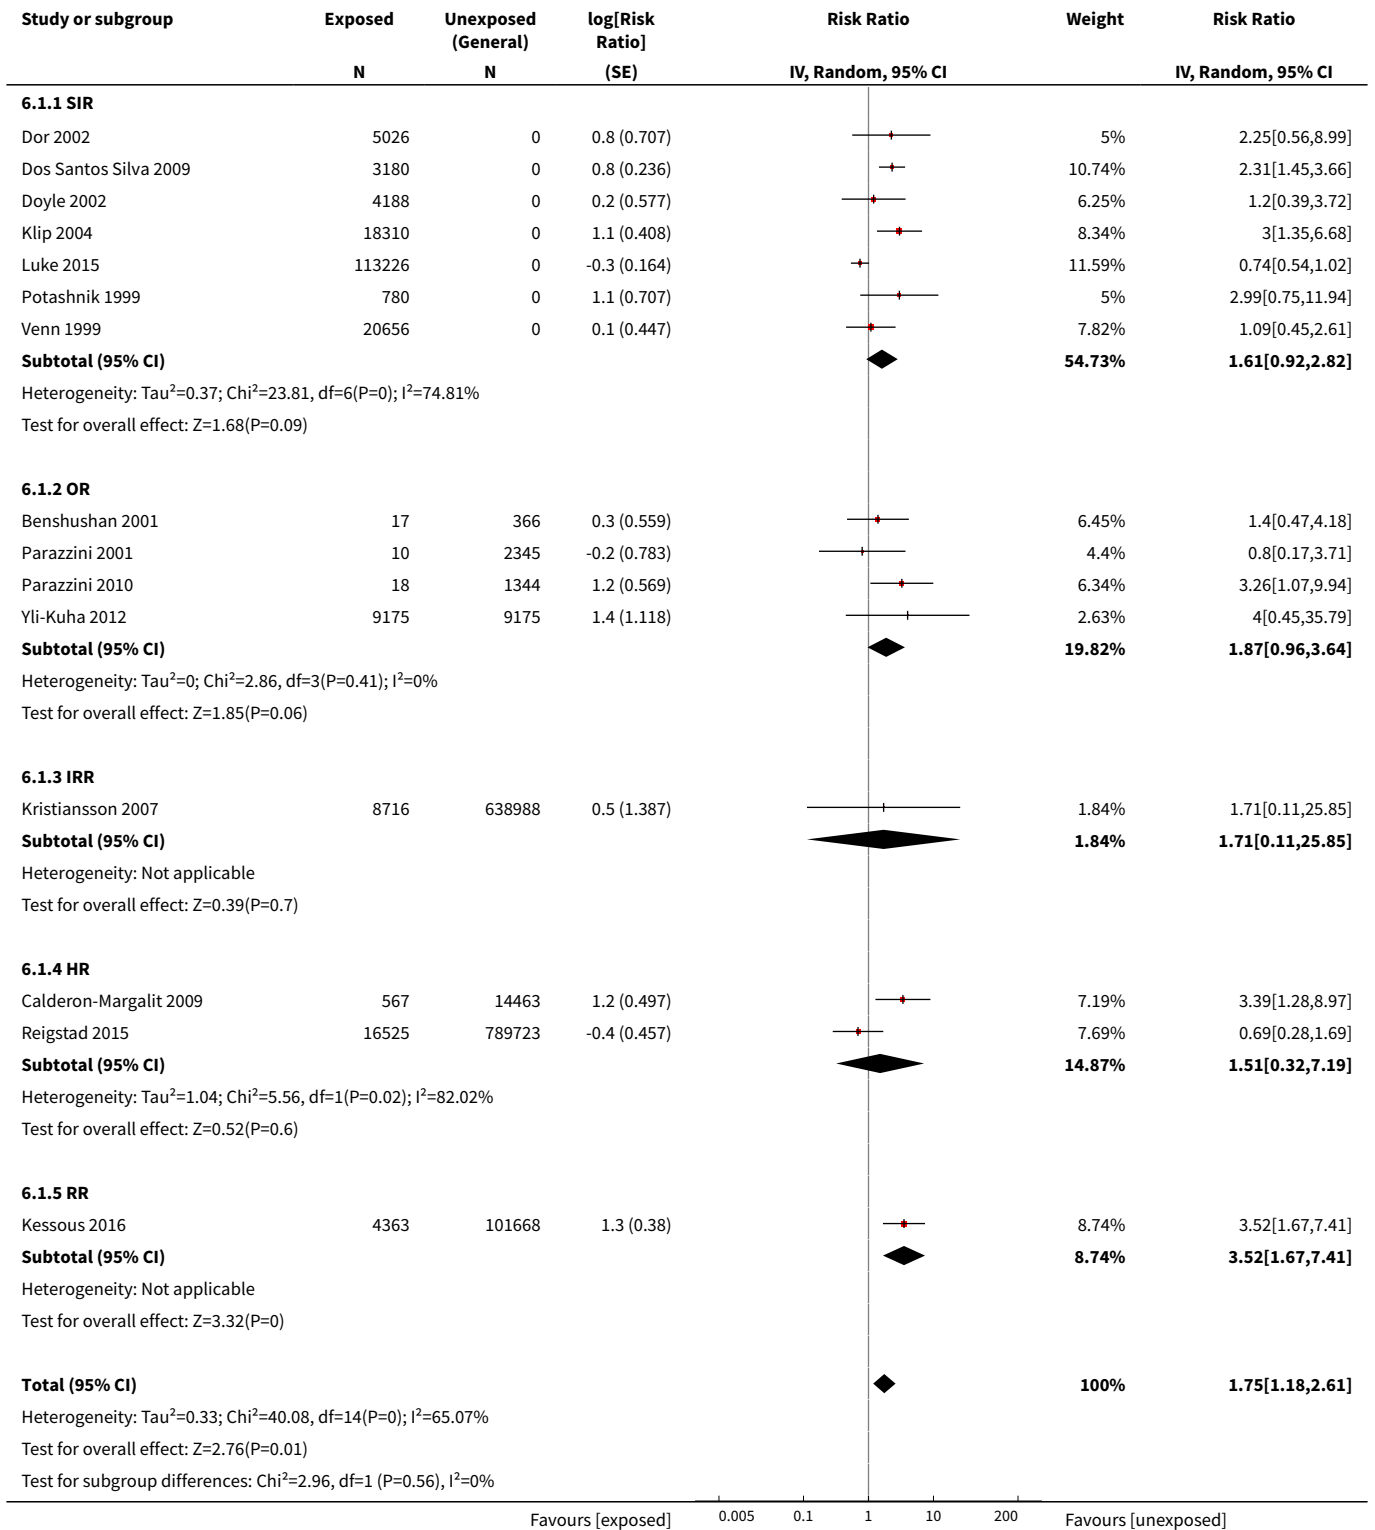 Study or subgroup Exposed Unexposed (General) log[Risk Ratio] Risk Ratio Weight Risk Ratio
N N (SE) IV, Random, 95% CI IV, Random, 95% CI
6.1.1 SIR
Dor 2002 5026 0 0.8 (0.707) 5% 2.25[0.56,8.99]
Dos Santos Silva 2009 3180 0 0.8 (0.236) 10.74% 2.31[1.45,3.66]
Doyle 2002 4188 0 0.2 (0.577) 6.25% 1.2[0.39,3.72]
Klip 2004 18310 0 1.1 (0.408) 8.34% 3[1.35,6.68]
Luke 2015 113226 0 -0.3 (0.164) 11.59% 0.74[0.54,1.02]
Potashnik 1999 780 0 1.1 (0.707) 5% 2.99[0.75,11.94]
Venn 1999 20656 0 0.1 (0.447) 7.82% 1.09[0.45,2.61]
Subtotal (95% CI) 54.73% 1.61[0.92,2.82]
Heterogeneity: Tau²=0.37; Chi²=23.81, df=6(P=0); I²=74.81%
Test for overall effect: Z=1.68(P=0.09)
6.1.2 OR
Benshushan 2001 17 366 0.3 (0.559) 6.45% 1.4[0.47,4.18]
Parazzini 2001 10 2345 -0.2 (0.783) 4.4% 0.8[0.17,3.71]
Parazzini 2010 18 1344 1.2 (0.569) 6.34% 3.26[1.07,9.94]
Yli-Kuha 2012 9175 9175 1.4 (1.118) 2.63% 4[0.45,35.79]
Subtotal (95% CI) 19.82% 1.87[0.96,3.64]
Heterogeneity: Tau²=0; Chi²=2.86, df=3(P=0.41); I²=0%
Test for overall effect: Z=1.85(P=0.06)
6.1.3 IRR
Kristiansson 2007 8716 638988 0.5 (1.387) 1.84% 1.71[0.11,25.85]
Subtotal (95% CI) 1.84% 1.71[0.11,25.85]
Heterogeneity: Not applicable
Test for overall effect: Z=0.39(P=0.7)
6.1.4 HR
Calderon-Margalit 2009 567 14463 1.2 (0.497) 7.19% 3.39[1.28,8.97]
Reigstad 2015 16525 789723 -0.4 (0.457) 7.69% 0.69[0.28,1.69]
Subtotal (95% CI) 14.87% 1.51[0.32,7.19]
Heterogeneity: Tau²=1.04; Chi²=5.56, df=1(P=0.02); I²=82.02%
Test for overall effect: Z=0.52(P=0.6)
6.1.5 RR
Kessous 2016 4363 101668 1.3 (0.38) 8.74% 3.52[1.67,7.41]
Subtotal (95% CI) 8.74% 3.52[1.67,7.41]
Heterogeneity: Not applicable
Test for overall effect: Z=3.32(P=0)
Total (95% CI) 100% 1.75[1.18,2.61]
Heterogeneity: Tau²=0.33; Chi²=40.08, df=14(P=0); I²=65.07%
Test for overall effect: Z=2.76(P=0.01)
Test for subgroup differences: Chi²=2.96, df=1 (P=0.56), I²=0%
Favours [exposed] 0.005 0.1 1 10 200 Favours [unexposed]